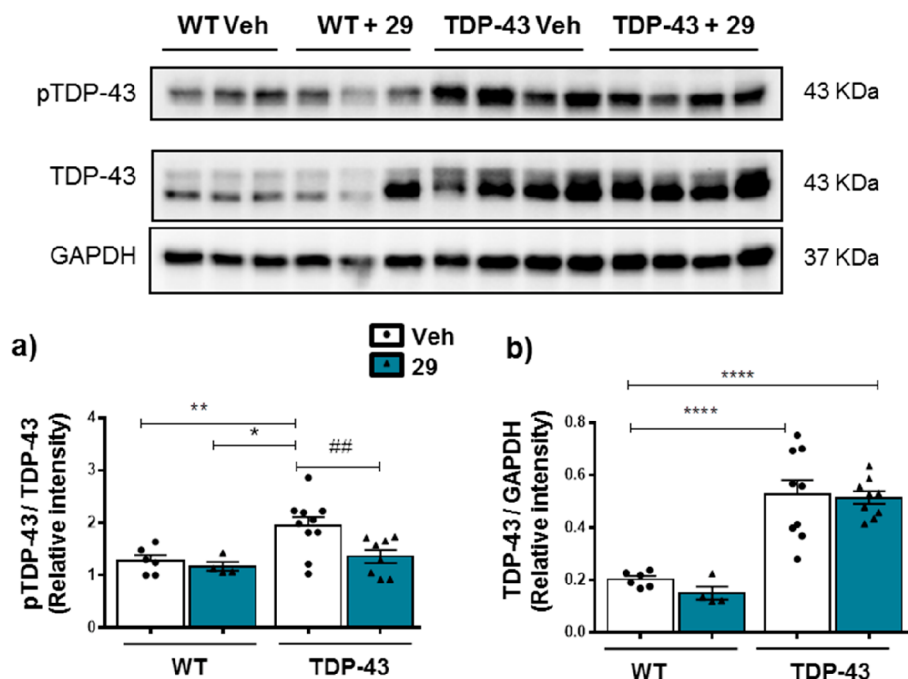 WT Veh WT + 29 TDP-43 Veh TDP-43 + 29
pTDP-43 43 KDa
TDP-43 43 KDa
GAPDH 37 KDa
a) Veh b)
29
** * ## **** ****
pTDP-43/ TDP-43
(Relative intensity)
4
3
2
1
0
WT TDP-43
TDP-43 / GAPDH
(Relative intensity)
0.8
0.6
0.4
0.2
0.0
WT TDP-43